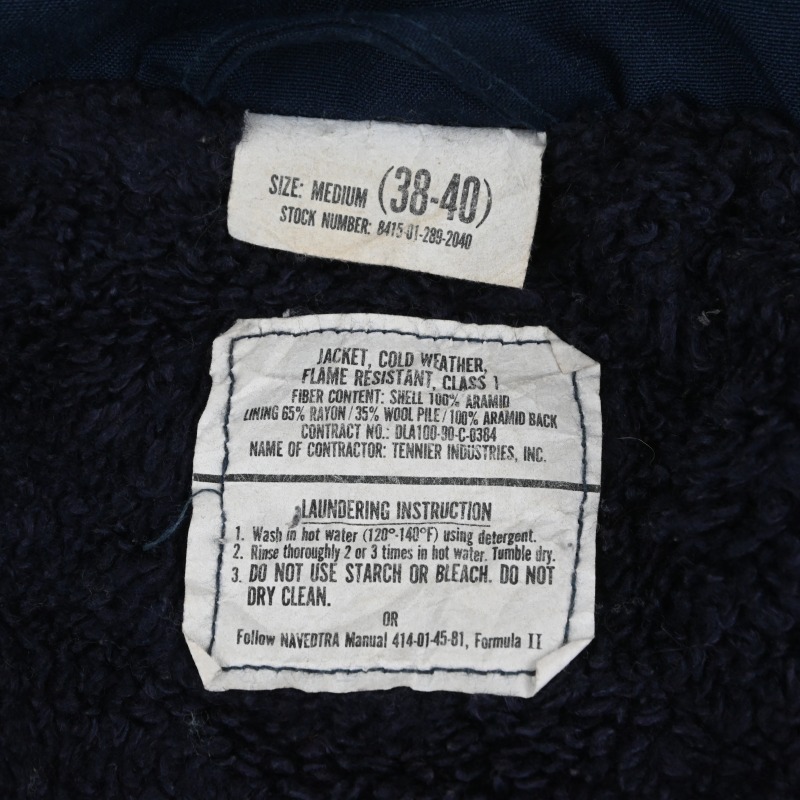 SIZE: MEDIUM (38-40)
STOCK NUMBER: 8415-01-289-2040
JACKET, COLD WEATHER,
FLAME RESISTANT, CLASS 1
FIBER CONTENT: SHELL 100% ARAMID
LINING 65% RAYON/35% WOOL PILE/100% ARAMID BACK
CONTRACT NO.: DLA100-90-C-0364
NAME OF CONTRACTOR: TENNIER INDUSTRIES, INC.
LAUNDERING INSTRUCTION
1. Wash in hot water (120°-140°F) using detergent.
2. Rinse thoroughly 2 or 3 times in hot water. Tumble dry.
3. DO NOT USE STARCH OR BLEACH. DO NOT
DRY CLEAN.
OR
Follow NAVEDTRA Manual 414-01-45-81, Formula II